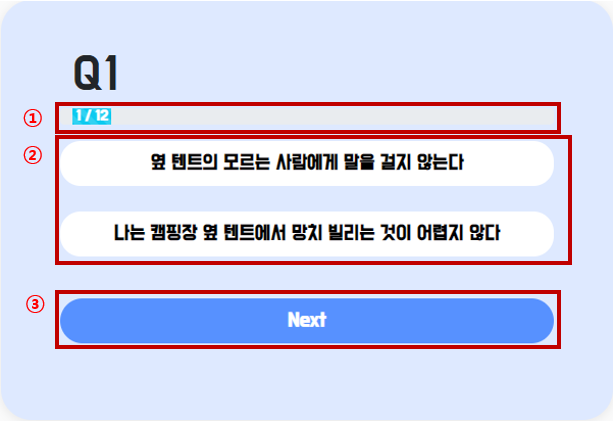 Q1
① 1 / 12
② 옆 텐트의 모르는 사람에게 말을 걸지 않는다
나는 캠핑장 옆 텐트에서 망치 빌리는 것이 어렵지 않다
③ Next